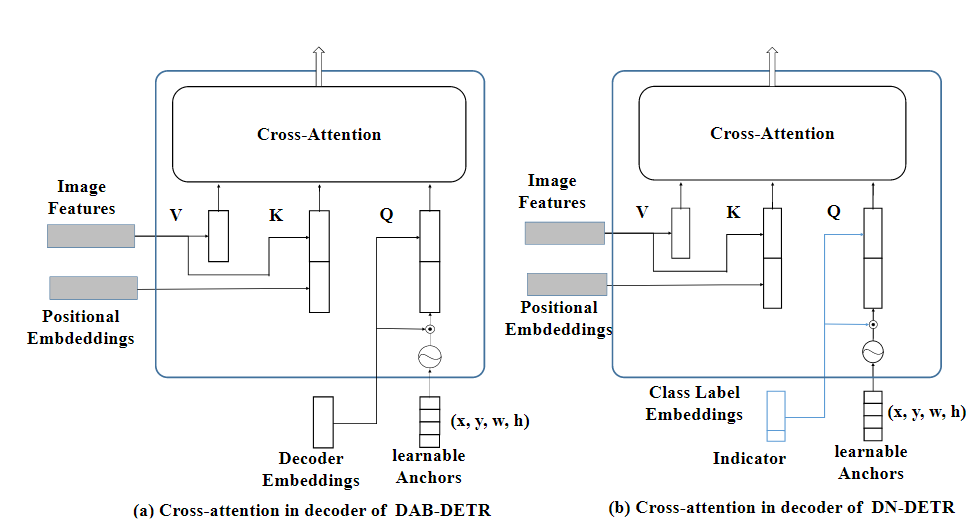 Cross-Attention
Image
Features
V
K
Q
Positional
Embdeddings
(x, y, w, h)
Decoder
Embeddings
learnable
Anchors
(a) Cross-attention in decoder of DAB-DETR
Cross-Attention
Image
Features
V
K
Q
Positional
Embdeddings
Class Label
Embeddings
(x, y, w, h)
Indicator
learnable
Anchors
(b) Cross-attention in decoder of DN-DETR